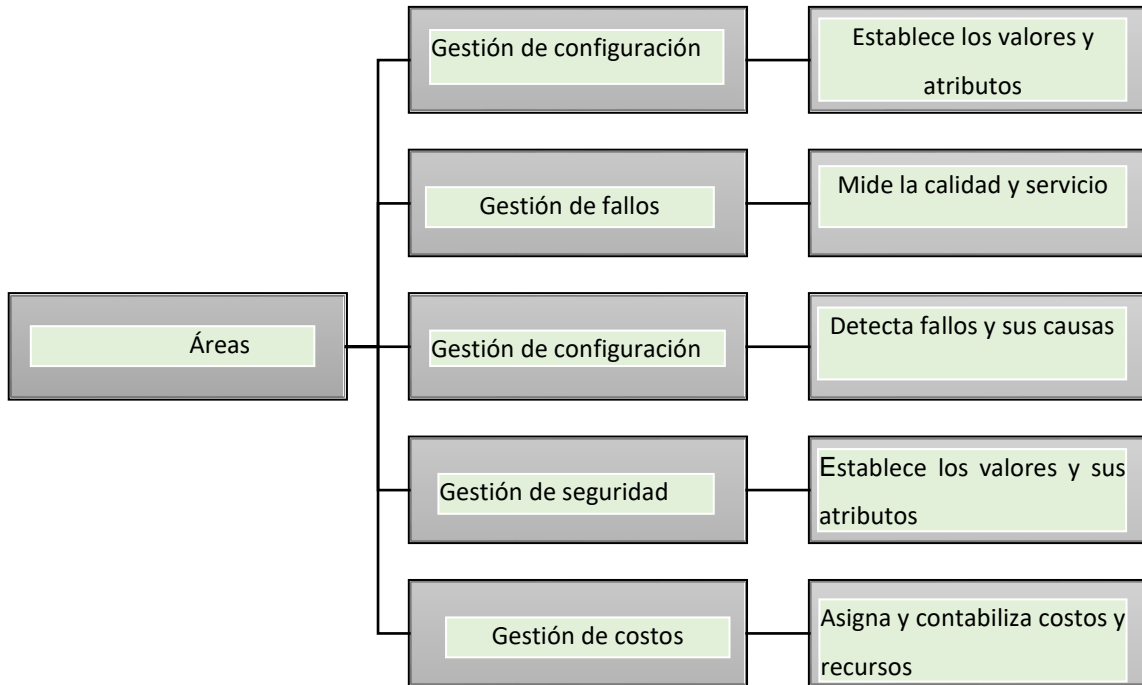 Gestión de configuración
Establece los valores y
atributos
Gestión de fallos
Mide la calidad y servicio
Áreas
Gestión de configuración
Detecta fallos y sus causas
Gestión de seguridad
Establece los valores y sus
atributos
Gestión de costos
Asigna y contabiliza costos y
recursos